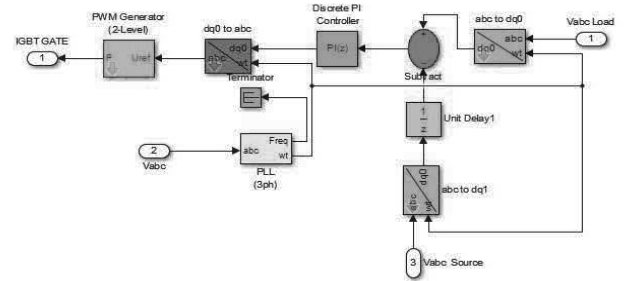 PWM Generator
(2-Level)
dq0 to abc
Discrete PI
Controller
abc to dq0
Vabc Load
IGBT GATE
1
P
Uref
dq0
abc
wt
PI(z)
+
−
dq0
abc
wt
1
Terminator
Subtract
1
z
Unit Delay1
2
Vabc
abc
Freq
wt
PLL
(3ph)
dq0
abc
wt
abc to dq1
3
Vabc Source